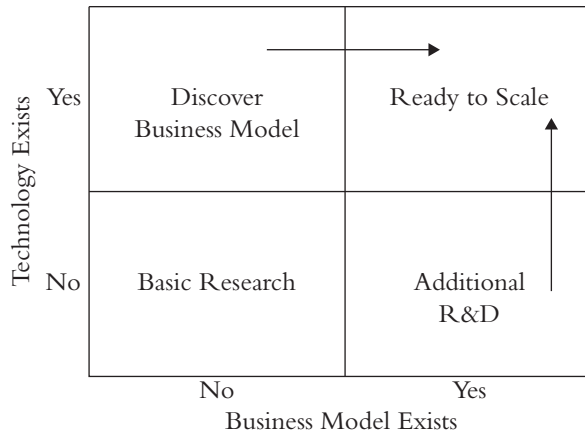 Technology Exists
Yes
Discover
Business Model
Ready to Scale
No
Basic Research
Additional
R&D
No
Yes
Business Model Exists